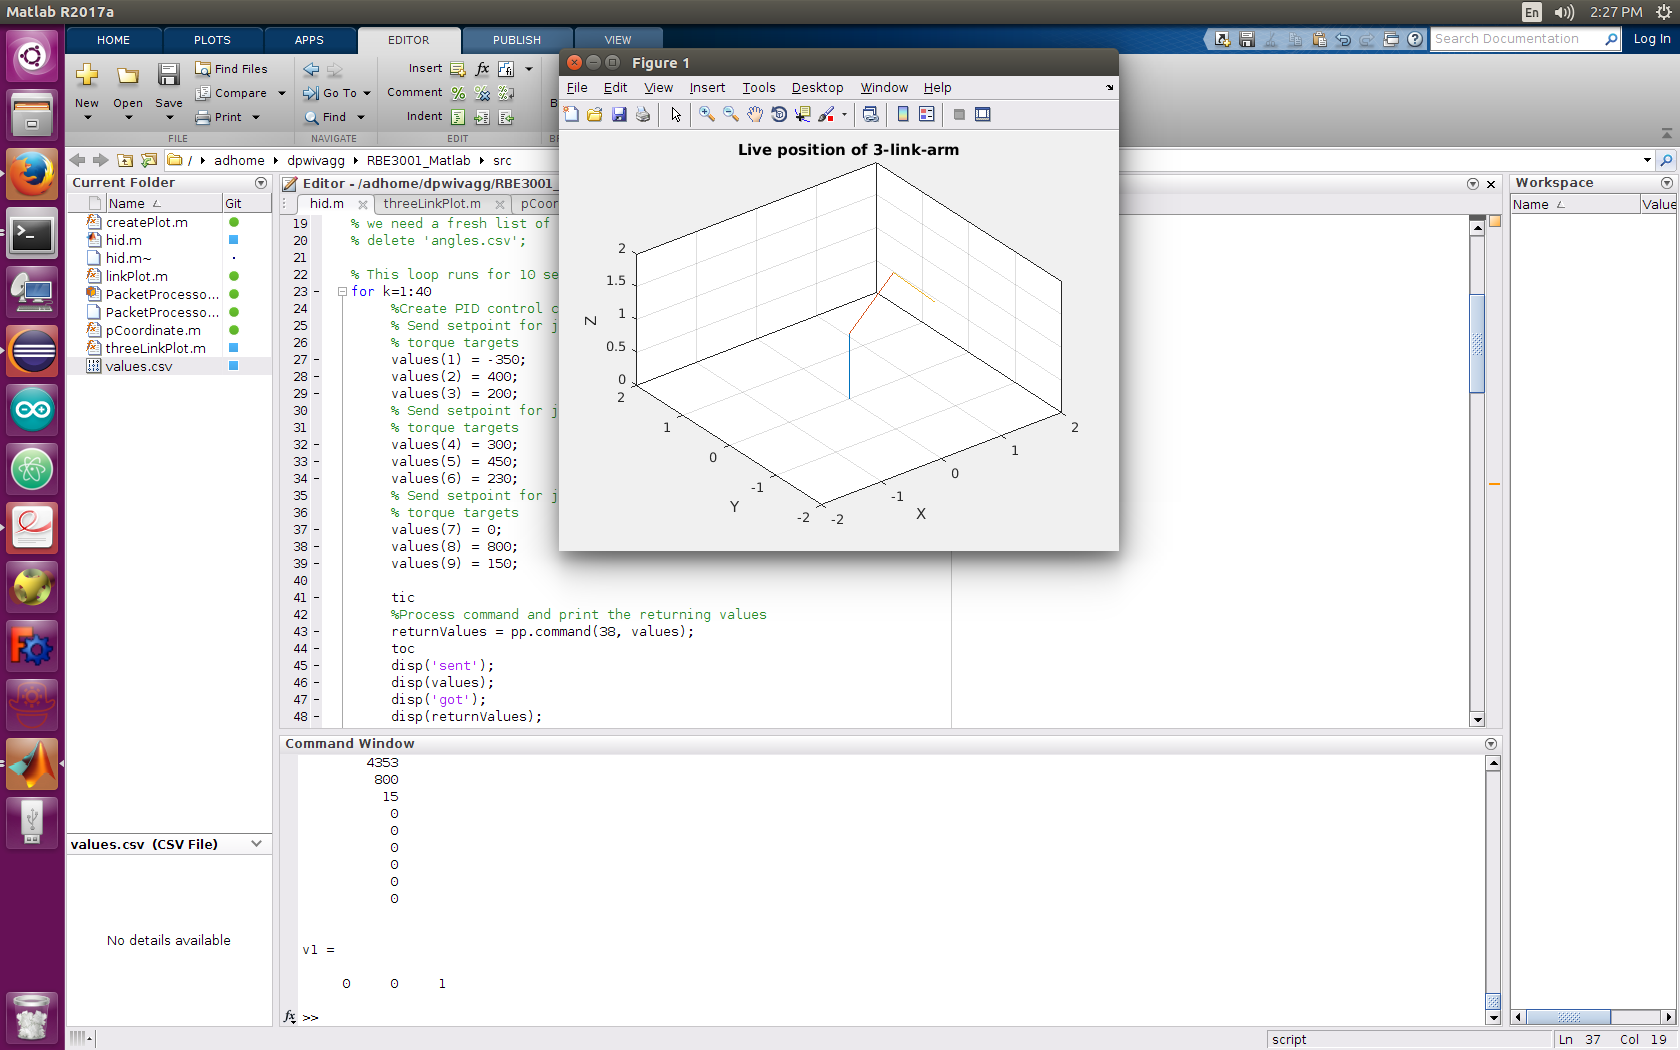 Matlab R2017a
En
2:27 PM
HOME PLOTS APPS EDITOR PUBLISH VIEW
Search Documentation
Log In
New
Open
Save
Find Files
Compare
Print
FILE
Go To
Find
NAVIGATE
Insert
fx
Comment
Indent
EDIT
/ adhome dpwivagg RBE3001_Matlab src
Current Folder
Name Git
createPlot.m
hid.m
hid.m~
linkPlot.m
PacketProcesso...
PacketProcesso...
pCoordinate.m
threeLinkPlot.m
values.csv
values.csv (CSV File)
No details available
Editor - /adhome/dpwivagg/RBE3001_
hid.m threeLinkPlot.m pCoor
19 % we need a fresh list of
20 % delete 'angles.csv';
21
22 % This loop runs for 10 se
23 - for k=1:40
24 %Create PID control c
25 % Send setpoint for j
26 % torque targets
27 - values(1) = -350;
28 - values(2) = 400;
29 - values(3) = 200;
30 % Send setpoint for j
31 % torque targets
32 - values(4) = 300;
33 - values(5) = 450;
34 - values(6) = 230;
35 % Send setpoint for j
36 % torque targets
37 - values(7) = 0;
38 - values(8) = 800;
39 - values(9) = 150;
40
41 - tic
42 %Process command and print the returning values
43 - returnValues = pp.command(38, values);
44 - toc
45 - disp('sent');
46 - disp(values);
47 - disp('got');
48 - disp(returnValues);
Figure 1
File Edit View Insert Tools Desktop Window Help
Live position of 3-link-arm
2
1.5
1
0.5
0
Z
2
1
0
-1
-2
Y
-2
-1
0
1
2
X
Workspace
Name Value
Command Window
4353
800
15
0
0
0
0
0
0
v1 =
0 0 1
fx >>
script
Ln 37 Col 19